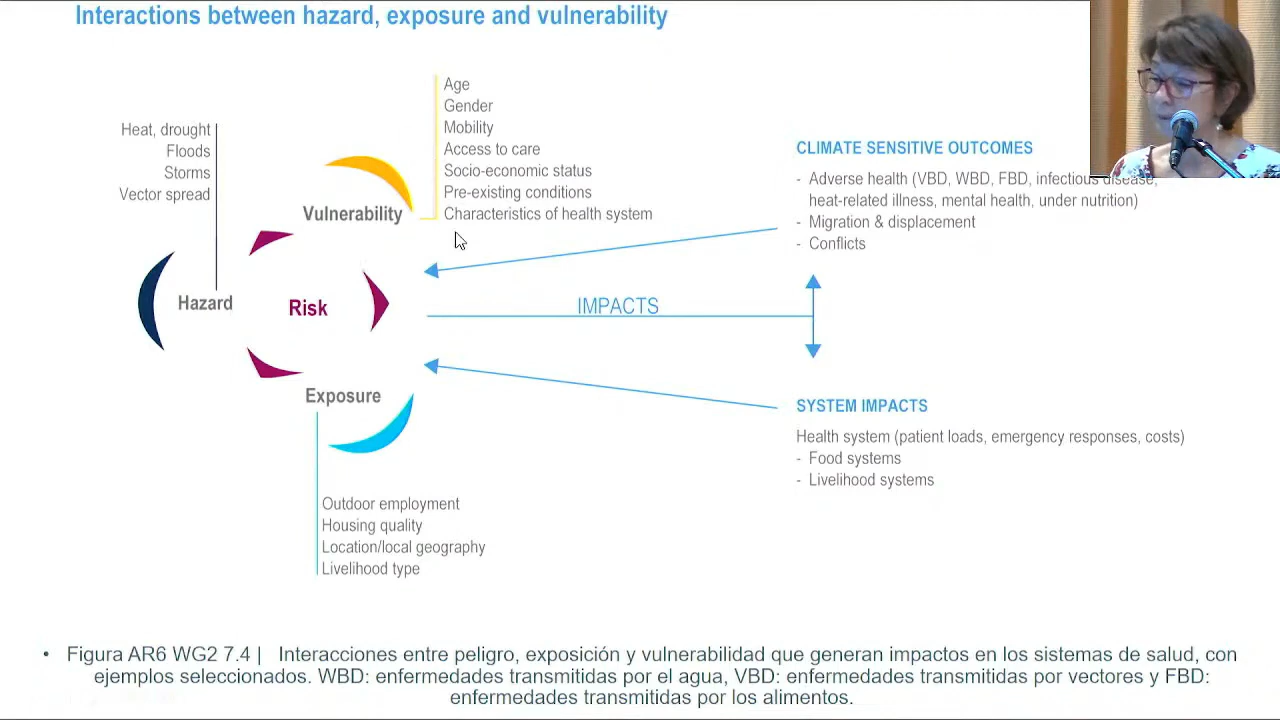 Interactions between hazard, exposure and vulnerability
Heat, drought
Floods
Storms
Vector spread
Age
Gender
Mobility
Access to care
Socio-economic status
Pre-existing conditions
Characteristics of health system
Vulnerability
Hazard
Risk
Exposure
Outdoor employment
Housing quality
Location/local geography
Livelihood type
IMPACTS
CLIMATE SENSITIVE OUTCOMES
- Adverse health (VBD, WBD, FBD, infectious disease,
heat-related illness, mental health, under nutrition)
- Migration & displacement
- Conflicts
SYSTEM IMPACTS
Health system (patient loads, emergency responses, costs)
- Food systems
- Livelihood systems
• Figura AR6 WG2 7.4 | Interacciones entre peligro, exposición y vulnerabilidad que generan impactos en los sistemas de salud, con
ejemplos seleccionados. WBD: enfermedades transmitidas por el agua, VBD: enfermedades transmitidas por vectores y FBD:
enfermedades transmitidas por los alimentos.